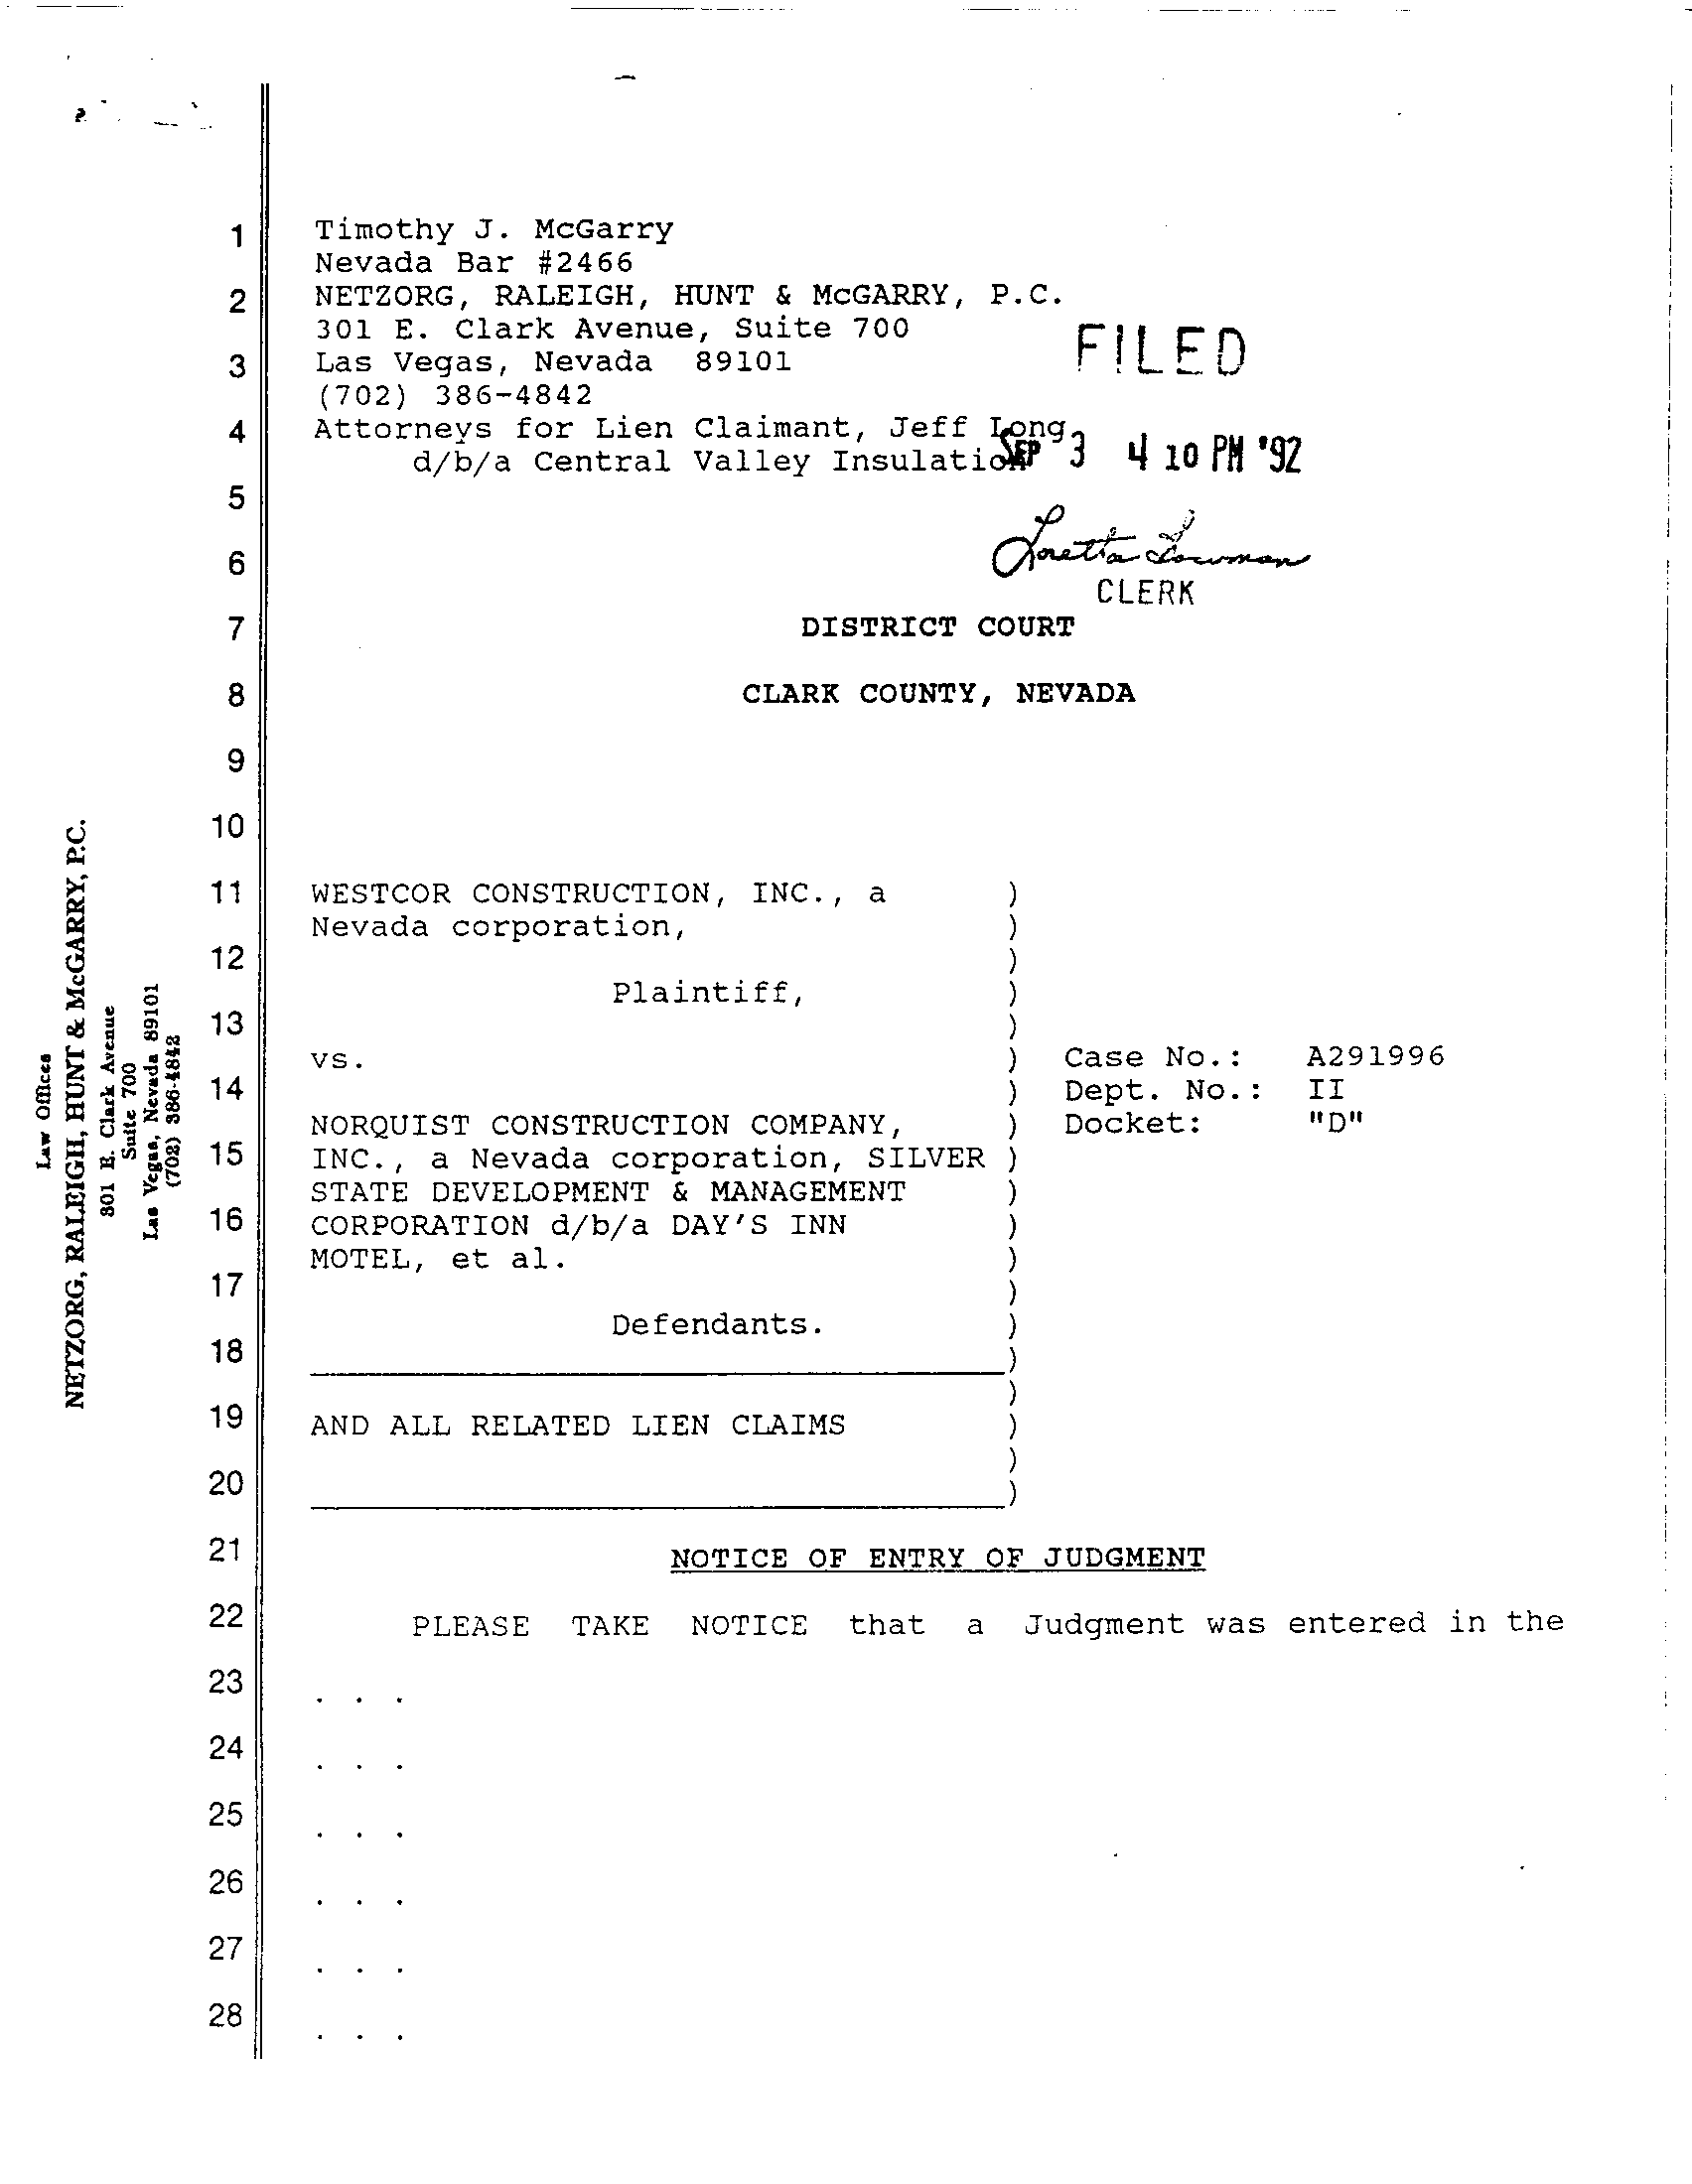 1 Timothy J. McGarry
Nevada Bar #2466
2 NETZORG, RALEIGH, HUNT & McGARRY, P.C.
301 E. Clark Avenue, Suite 700
3 Las Vegas, Nevada 89101
(702) 386-4842
4 Attorneys for Lien Claimant, Jeff Long
d/b/a Central Valley Insulation
FILED
SEP 3 4 10 PM '92
5
6 Loretta Bowman
CLERK
7 DISTRICT COURT
8 CLARK COUNTY, NEVADA
9
10
11 WESTCOR CONSTRUCTION, INC., a )
Nevada corporation, )
12 )
Plaintiff, )
13 )
vs. ) Case No.: A291996
14 ) Dept. No.: II
NORQUIST CONSTRUCTION COMPANY, ) Docket: "D"
15 INC., a Nevada corporation, SILVER )
STATE DEVELOPMENT & MANAGEMENT )
16 CORPORATION d/b/a DAY'S INN )
MOTEL, et al. )
17 )
Defendants. )
18 )
)
19 AND ALL RELATED LIEN CLAIMS )
)
20 )
21 NOTICE OF ENTRY OF JUDGMENT
22 PLEASE TAKE NOTICE that a Judgment was entered in the
23 . . .
24 . . .
25 . . .
26 . . .
27 . . .
28 . . .
Law Offices
NETZORG, RALEIGH, HUNT & McGARRY, P.C.
301 E. Clark Avenue
Suite 700
Las Vegas, Nevada 89101
(702) 386-4842